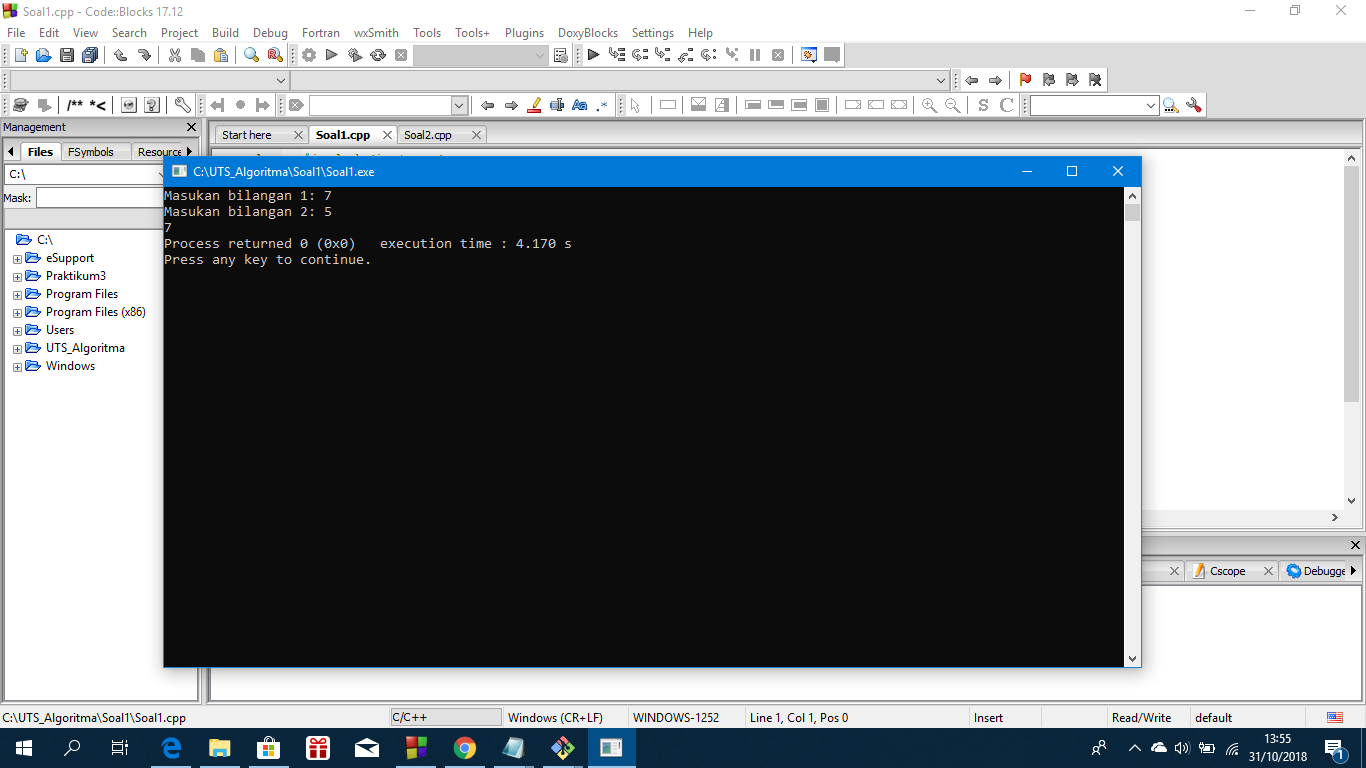 Soal1.cpp - Code::Blocks 17.12
File Edit View Search Project Build Debug Fortran wxSmith Tools Tools+ Plugins DoxyBlocks Settings Help
/** *<
Aa .*
S C
Management
Start here Soal1.cpp Soal2.cpp
Files FSymbols Resource
C:\
Mask:
C:\
eSupport
Praktikum3
Program Files
Program Files (x86)
Users
UTS_Algoritma
Windows
C:\UTS_Algoritma\Soal1\Soal1.exe
Masukan bilangan 1: 7
Masukan bilangan 2: 5
7
Process returned 0 (0x0)   execution time : 4.170 s
Press any key to continue.
Cscope Debugge
C:\UTS_Algoritma\Soal1\Soal1.cpp C/C++ Windows (CR+LF) WINDOWS-1252 Line 1, Col 1, Pos 0 Insert Read/Write default
13:55
31/10/2018
1